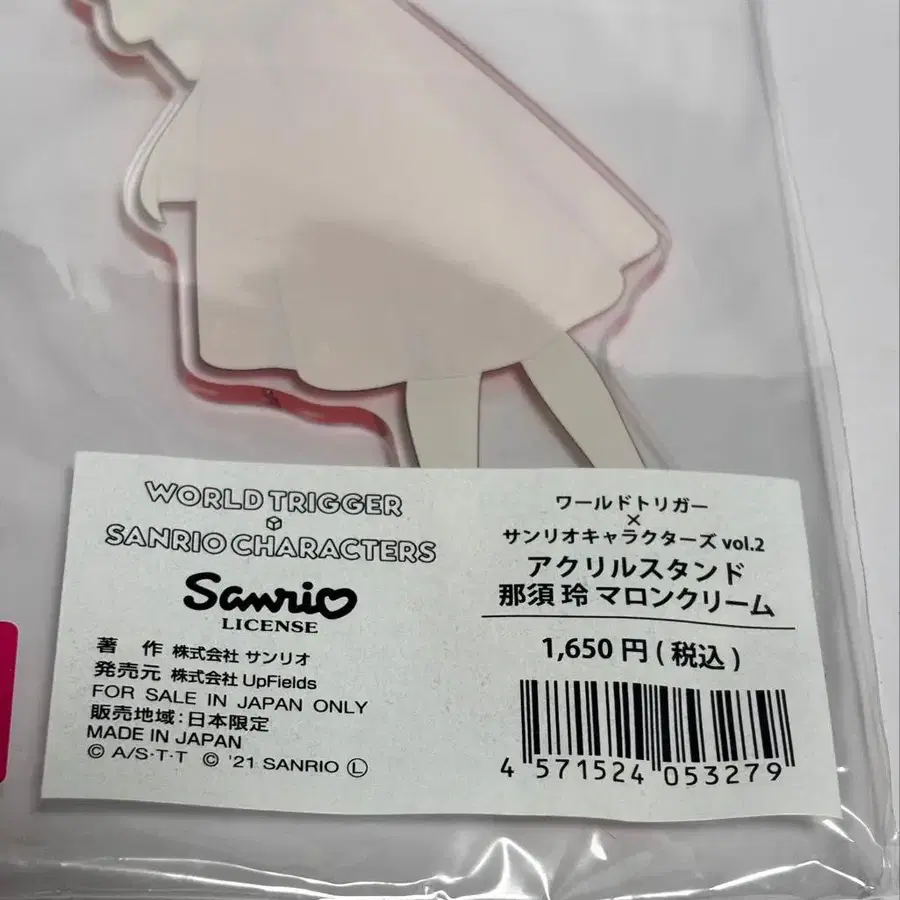 WORLD TRIGGER
×
SANRIO CHARACTERS
Sanrio
LICENSE
著 作 株式会社 サンリオ
発売元 株式会社 UpFields
FOR SALE IN JAPAN ONLY
販売地域：日本限定
MADE IN JAPAN
© A/S･T･T © '21 SANRIO Ⓛ
ワールドトリガー
×
サンリオキャラクターズ vol.2
アクリルスタンド
那須 玲 マロンクリーム
1,650 円 ( 税込 )
4 571524 053279